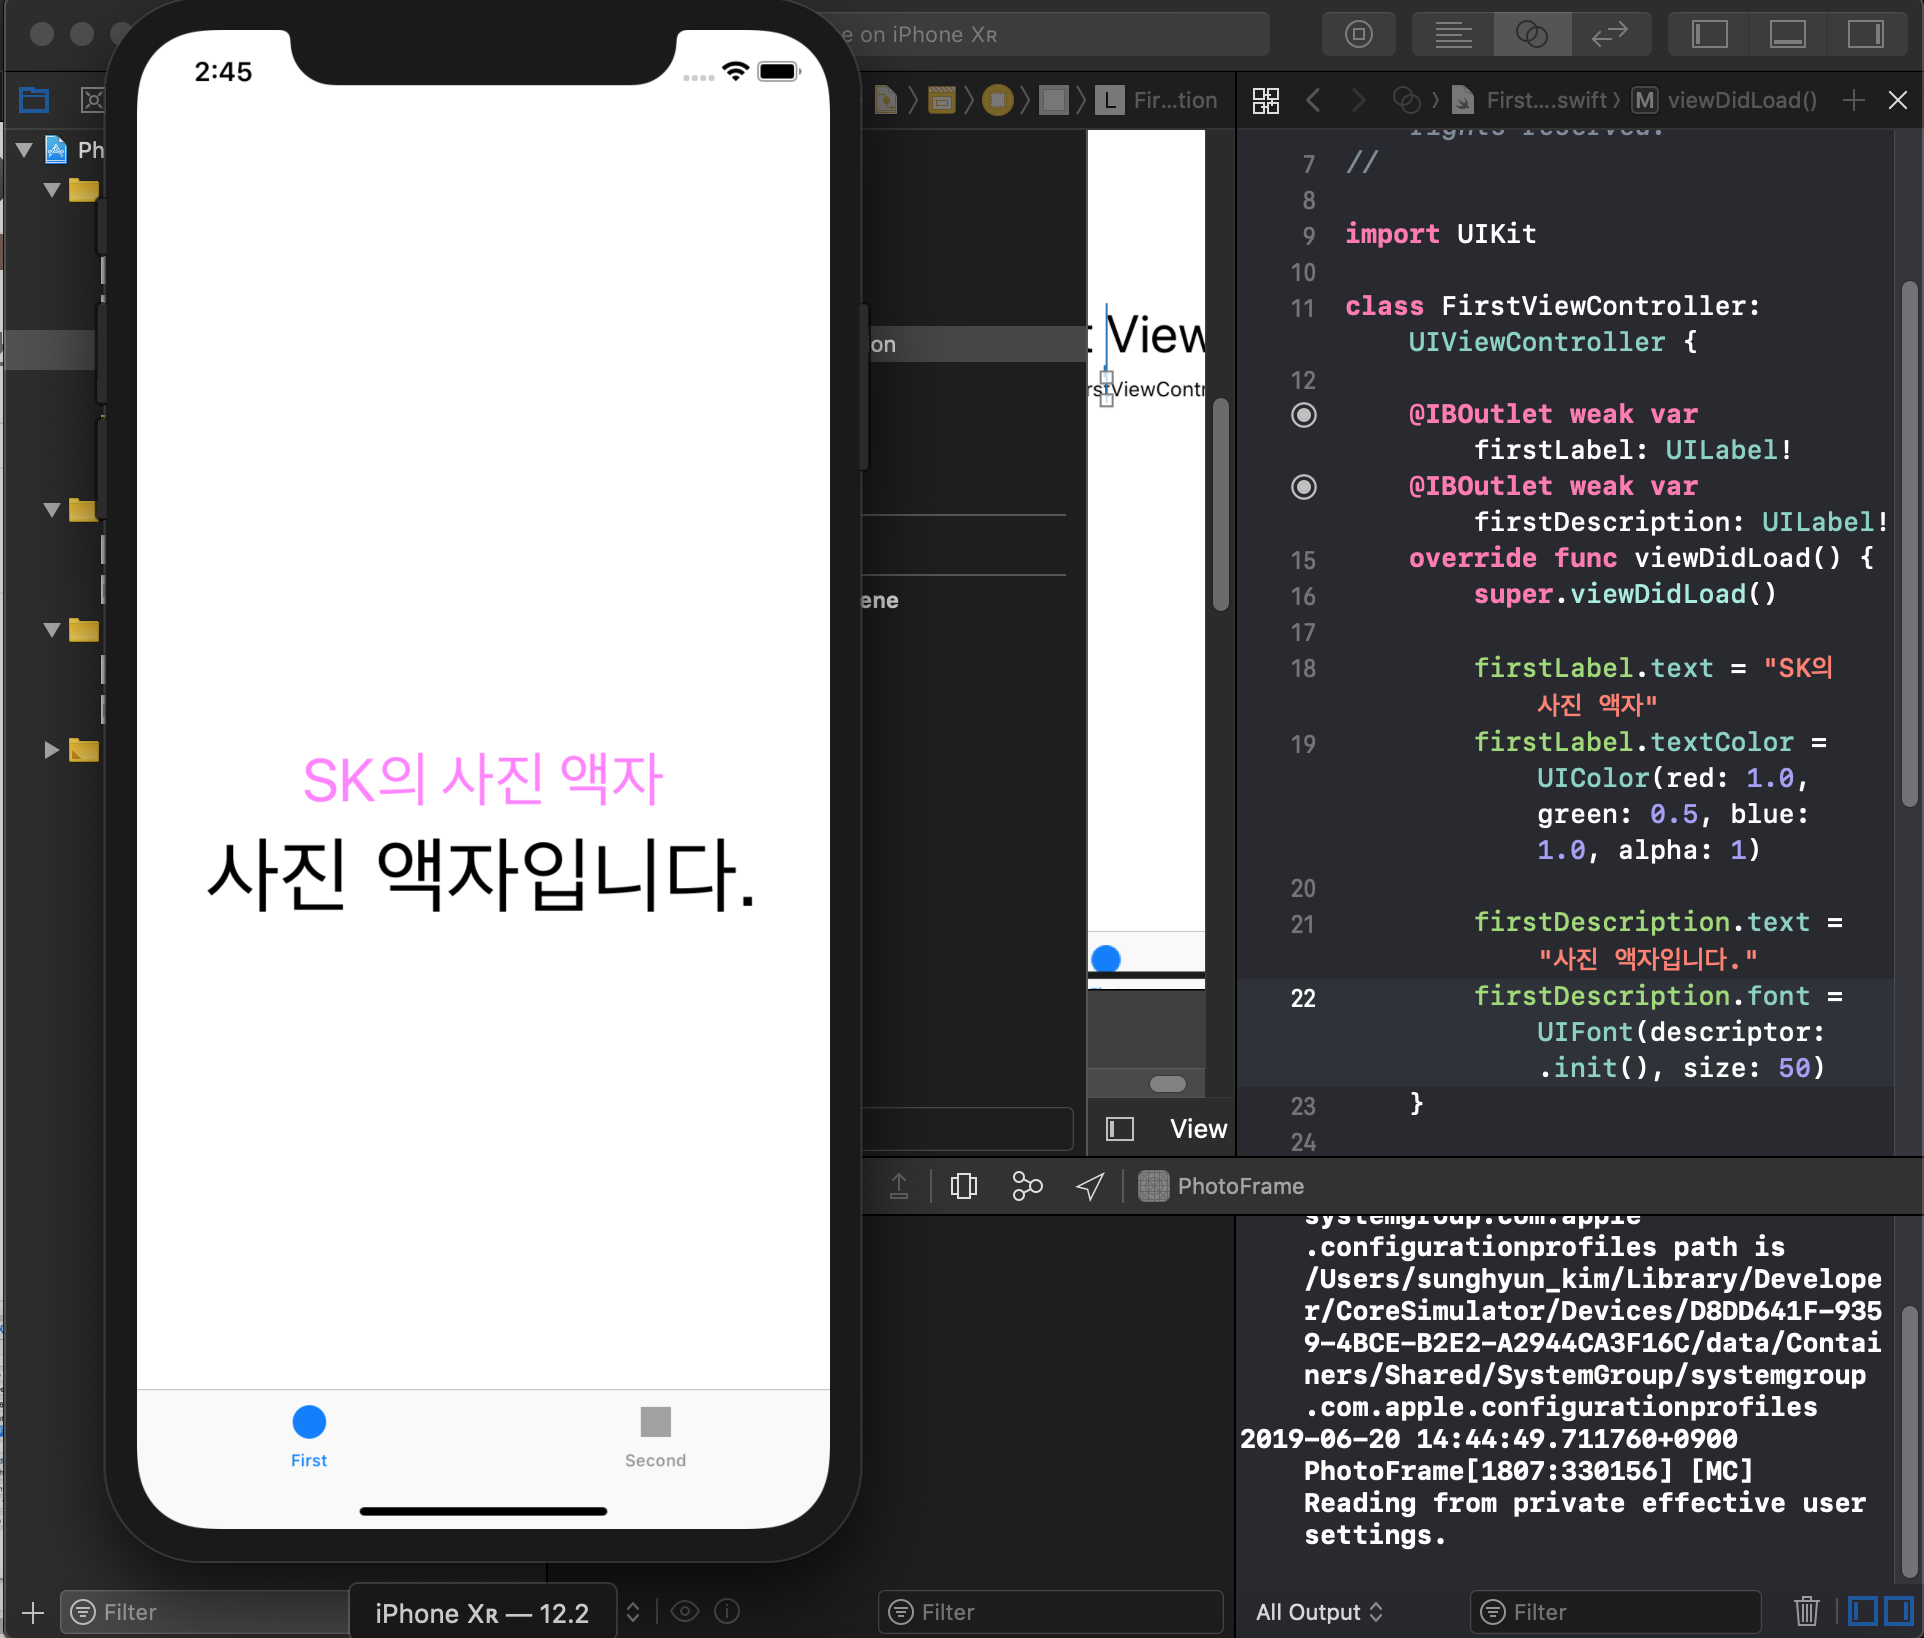 e on iPhone XR
2:45
Fir...tion
First....swift
M
viewDidLoad()
L
Ph
ion
ene
t View
rstViewContr
View
SK의 사진 액자
사진 액자입니다.
First
Second
rights reserved.
7 //
8
9 import UIKit
10
11 class FirstViewController:
UIViewController {
12
@IBOutlet weak var
firstLabel: UILabel!
@IBOutlet weak var
firstDescription: UILabel!
15 override func viewDidLoad() {
16 super.viewDidLoad()
17
18 firstLabel.text = "SK의
사진 액자"
19 firstLabel.textColor =
UIColor(red: 1.0,
green: 0.5, blue:
1.0, alpha: 1)
20
21 firstDescription.text =
"사진 액자입니다."
22 firstDescription.font =
UIFont(descriptor:
.init(), size: 50)
23 }
24
PhotoFrame
systemgroup.com.apple
.configurationprofiles path is
/Users/sunghyun_kim/Library/Develope
r/CoreSimulator/Devices/D8DD641F-935
9-4BCE-B2E2-A2944CA3F16C/data/Contai
ners/Shared/SystemGroup/systemgroup
.com.apple.configurationprofiles
2019-06-20 14:44:49.711760+0900
PhotoFrame[1807:330156] [MC]
Reading from private effective user
settings.
Filter
iPhone XR — 12.2
Filter
All Output
Filter